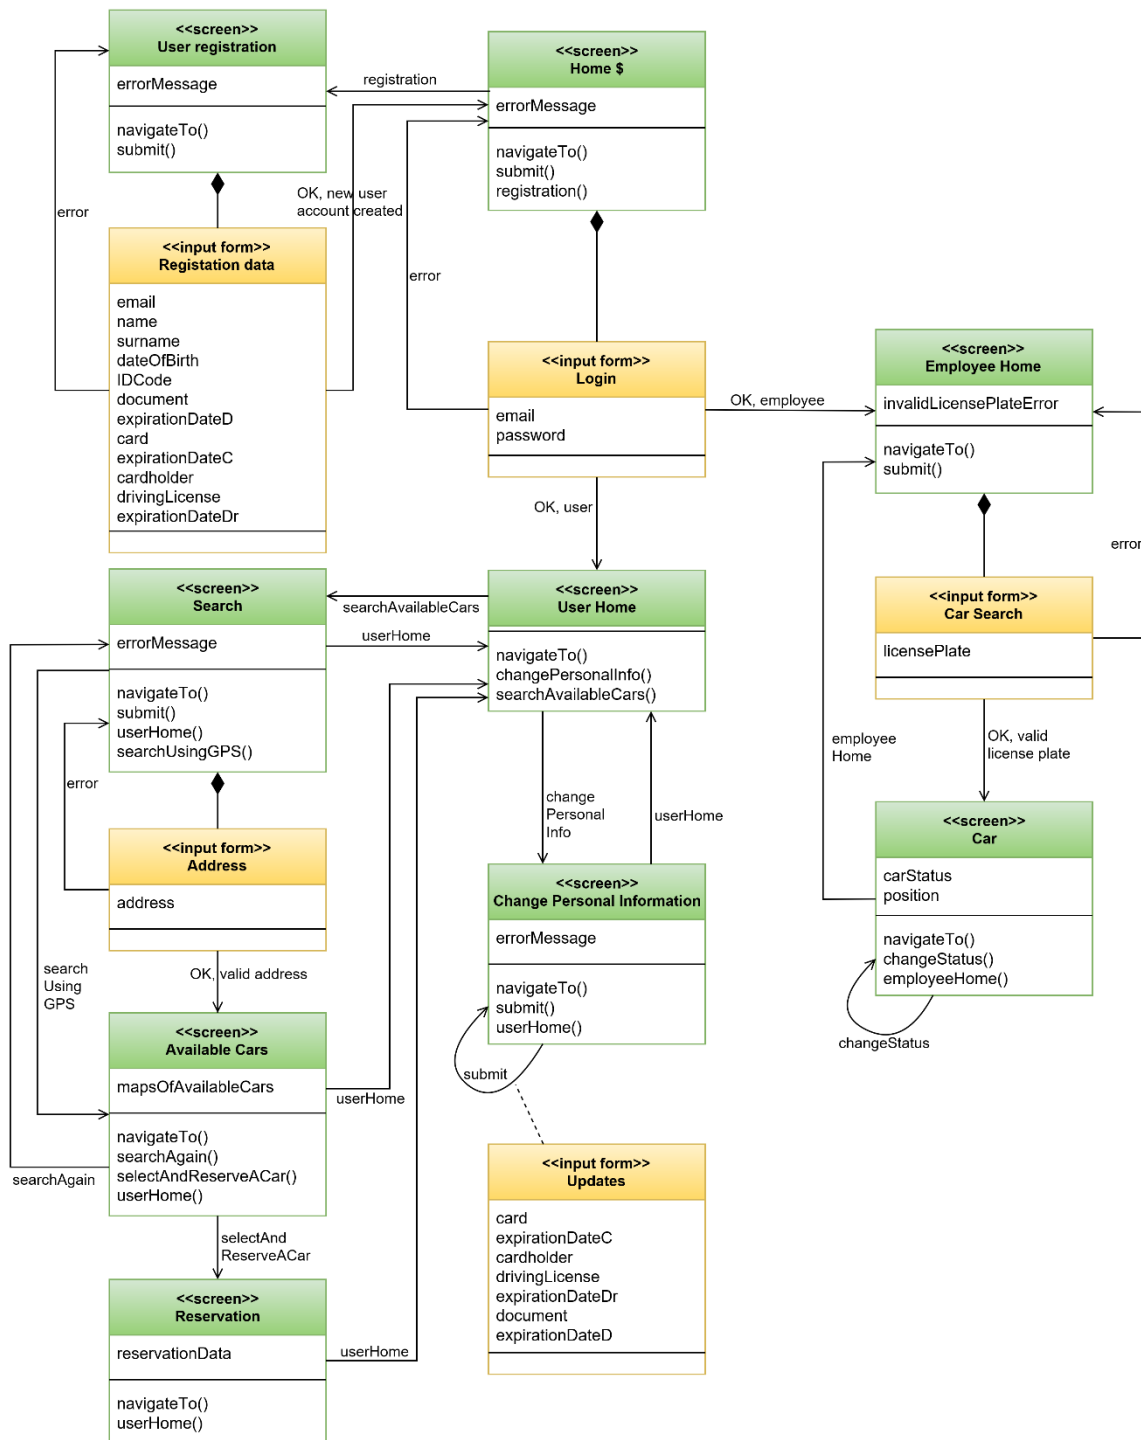 <<screen>>
User registration
errorMessage
navigateTo()
submit()
<<screen>>
Home $
errorMessage
navigateTo()
submit()
registration()
registration
OK, new user
account created
error
error
<<input form>>
Registation data
email
name
surname
dateOfBirth
IDCode
document
expirationDateD
card
expirationDateC
cardholder
drivingLicense
expirationDateDr
<<input form>>
Login
email
password
OK, employee
OK, user
<<screen>>
Employee Home
invalidLicensePlateError
navigateTo()
submit()
error
<<input form>>
Car Search
licensePlate
OK, valid
license plate
employee
Home
<<screen>>
Car
carStatus
position
navigateTo()
changeStatus()
employeeHome()
changeStatus
<<screen>>
Search
errorMessage
navigateTo()
submit()
userHome()
searchUsingGPS()
searchAvailableCars
userHome
<<screen>>
User Home
navigateTo()
changePersonalInfo()
searchAvailableCars()
error
<<input form>>
Address
address
OK, valid address
search
Using
GPS
change
Personal
Info
userHome
<<screen>>
Change Personal Information
errorMessage
navigateTo()
submit()
userHome()
submit
<<screen>>
Available Cars
mapsOfAvailableCars
navigateTo()
searchAgain()
selectAndReserveACar()
userHome()
userHome
searchAgain
selectAnd
ReserveACar
<<input form>>
Updates
card
expirationDateC
cardholder
drivingLicense
expirationDateDr
document
expirationDateD
<<screen>>
Reservation
reservationData
navigateTo()
userHome()
userHome